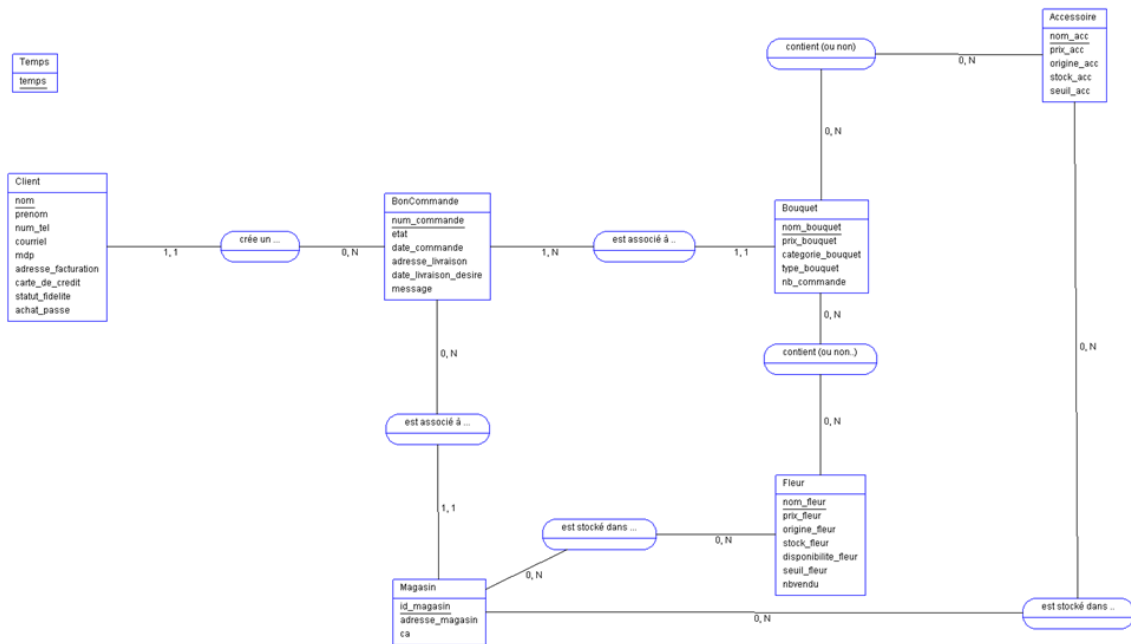 Accessoire
nom_acc
prix_acc
origine_acc
stock_acc
seuil_acc
contient (ou non)
0, N
0, N
Temps
temps
Client
nom
prenom
num_tel
courriel
mdp
adresse_facturation
carte_de_credit
statut_fidelite
achat_passe
1, 1
crée un ...
0, N
BonCommande
num_commande
etat
date_commande
adresse_livraison
date_livraison_desire
message
1, N
est associé à ..
1, 1
Bouquet
nom_bouquet
prix_bouquet
categorie_bouquet
type_bouquet
nb_commande
0, N
contient (ou non..)
0, N
0, N
0, N
est associé à ...
1, 1
Fleur
nom_fleur
prix_fleur
origine_fleur
stock_fleur
disponibilite_fleur
seuil_fleur
nbvendu
est stocké dans ...
0, N
0, N
Magasin
id_magasin
adresse_magasin
ca
0, N
est stocké dans ..